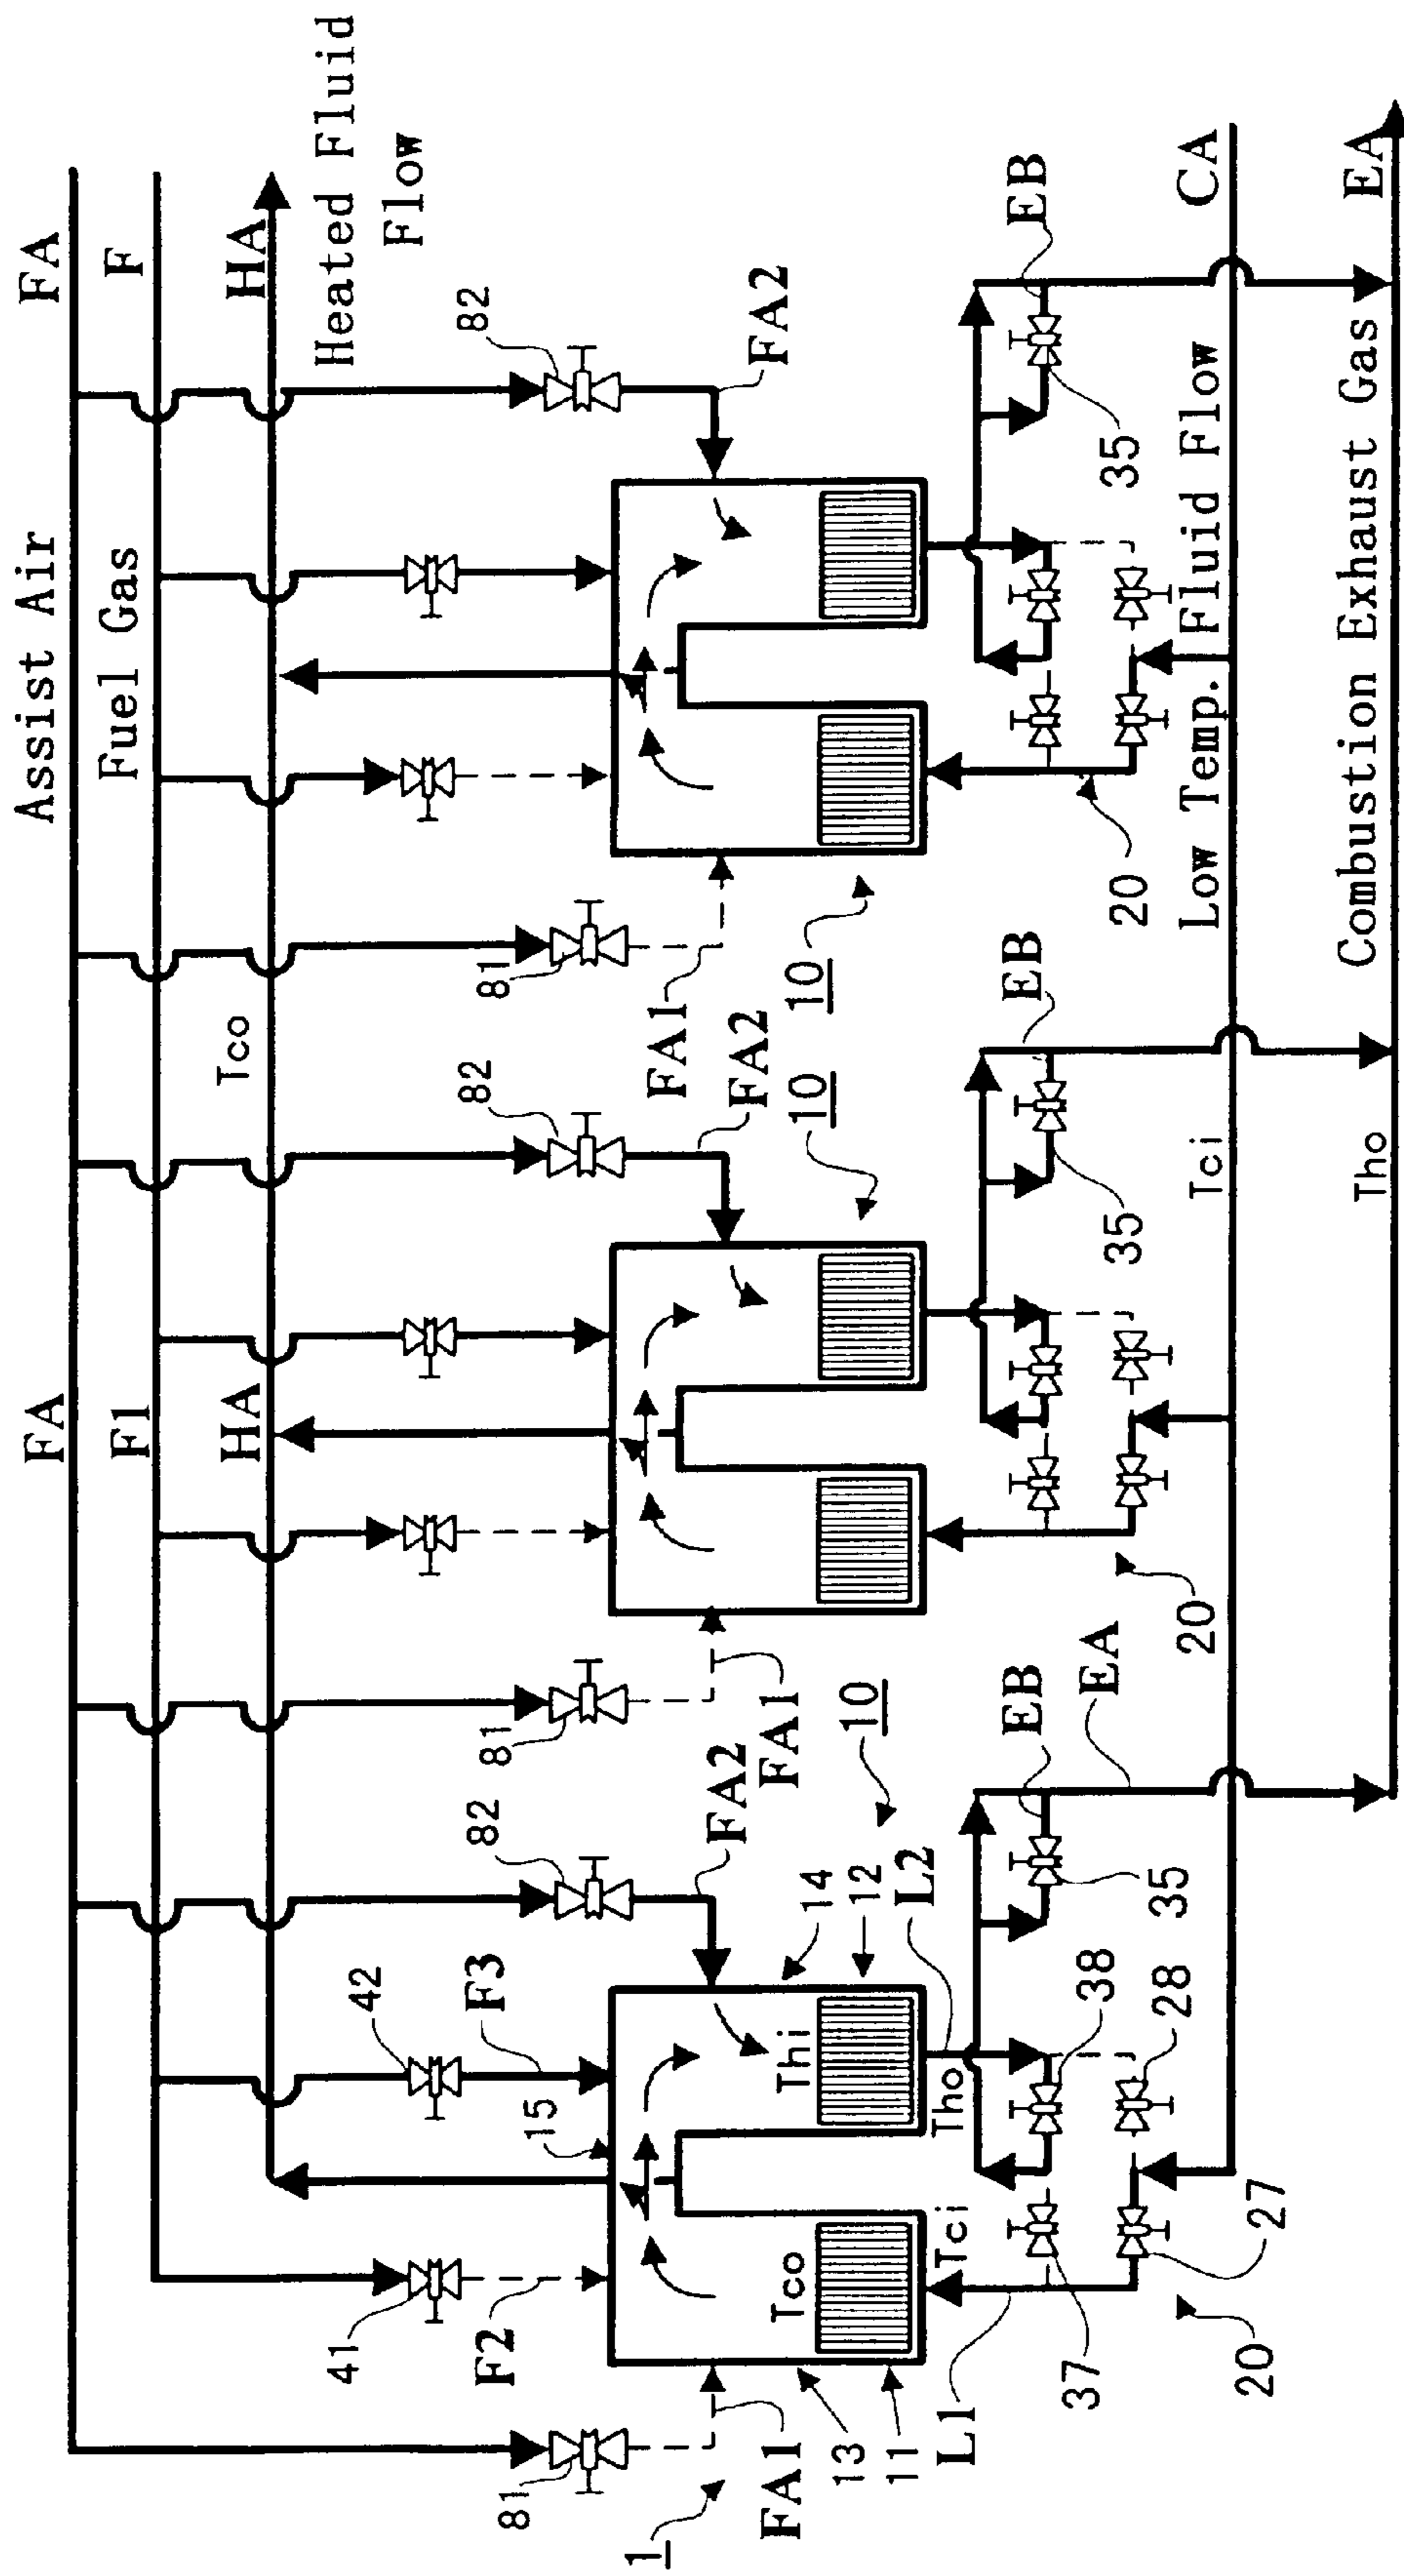 FA
Assist Air
FA
F
Fuel Gas
F1
HA
Heated Fluid
Flow
Tco
HA
82
FA2
81
FA1
10
82
FA2
10
81
FA1
82
FA2
10
42
F3
15
41
F2
81
FA1
1
14
12
L2
Thi
Tho
Tco
Tci
13
11
L1
EB
35
20
EB
35
20
EB
EA
35
38
28
37
27
20
CA
Low Temp. Fluid Flow
Tci
EA
Combustion Exhaust Gas
Tho